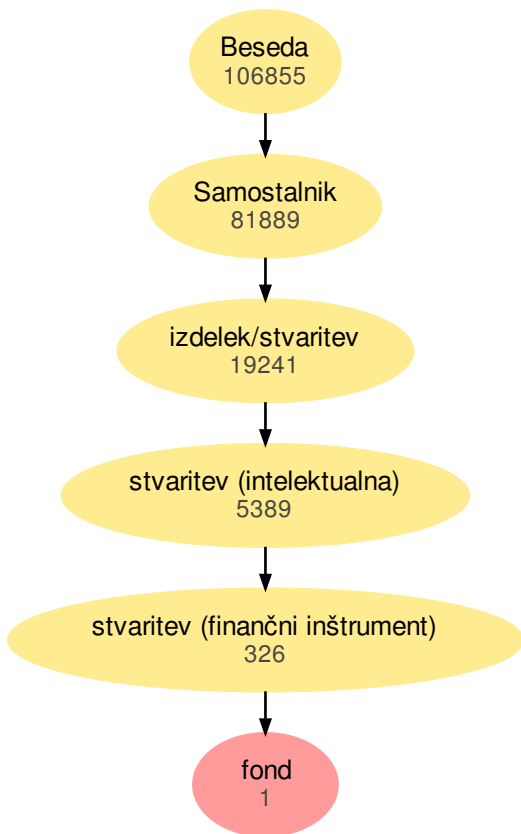 Beseda
106855
Samostalnik
81889
izdelek/stvaritev
19241
stvaritev (intelektualna)
5389
stvaritev (finančni inštrument)
326
fond
1